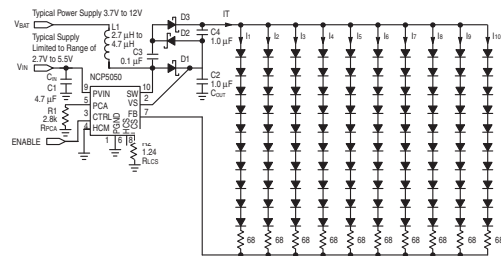 Typical Power Supply 3.7V to 12V
VBAT
L1
2.7 µH to
4.7 µH
D3
D2
C4
1.0 µF
C3
0.1 µF
D1
IT
I1 I2 I3 I4 I5 I6 I7 I8 I9 I10
Typical Supply
Limited to Range of
2.7V to 5.5V
VIN
CIN
C1
4.7 µF
NCP5050
C2
1.0 µF
COUT
9 PVIN SW 10
5 PCA VS 2
3 CTRL FB 7
4 HCM
PGND HCS CS
1 6 8
R1
2.8k
RPCA
ENABLE
1.24
RLCS
68 68 68 68 68 68 68 68 68 68